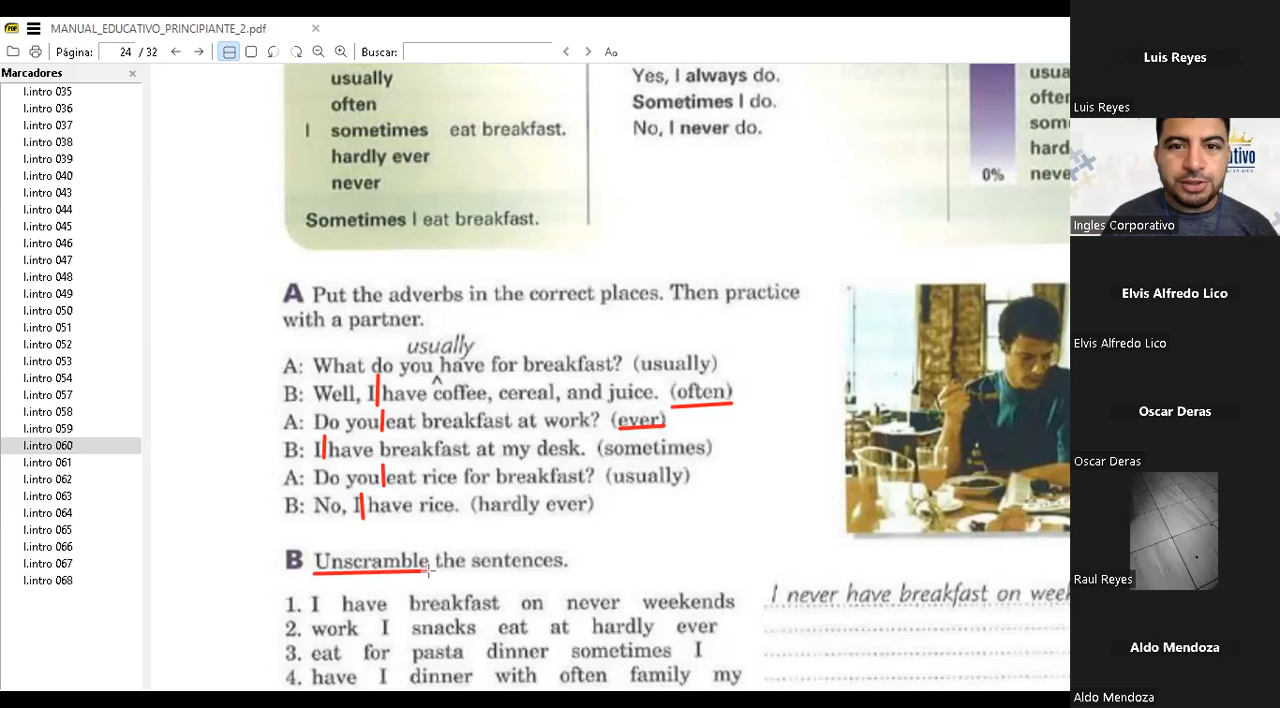 MANUAL_EDUCATIVO_PRINCIPIANTE_2.pdf
Página: 24 / 32
Buscar:
Marcadores
I.intro 035
I.intro 036
I.intro 037
I.intro 038
I.intro 039
I.intro 040
I.intro 043
I.intro 044
I.intro 045
I.intro 046
I.intro 047
I.intro 048
I.intro 049
I.intro 050
I.intro 051
I.intro 052
I.intro 053
I.intro 054
I.intro 057
I.intro 058
I.intro 059
I.intro 060
I.intro 061
I.intro 062
I.intro 063
I.intro 064
I.intro 065
I.intro 066
I.intro 067
I.intro 068
usually
often
I sometimes eat breakfast.
hardly ever
never
Sometimes I eat breakfast.
Yes, I always do.
Sometimes I do.
No, I never do.
usua
ofter
som
hard
0% neve
A Put the adverbs in the correct places. Then practice
with a partner.
usually
A: What do you have for breakfast? (usually)
B: Well, I have coffee, cereal, and juice. (often)
A: Do you eat breakfast at work? (ever)
B: I have breakfast at my desk. (sometimes)
A: Do you eat rice for breakfast? (usually)
B: No, I have rice. (hardly ever)
B Unscramble the sentences.
1. I have breakfast on never weekends I never have breakfast on week
2. work I snacks eat at hardly ever
3. eat for pasta dinner sometimes I
4. have I dinner with often family my
Luis Reyes
Luis Reyes
ativo
Ingles Corporativo
Elvis Alfredo Lico
Elvis Alfredo Lico
Oscar Deras
Oscar Deras
Raul Reyes
Aldo Mendoza
Aldo Mendoza